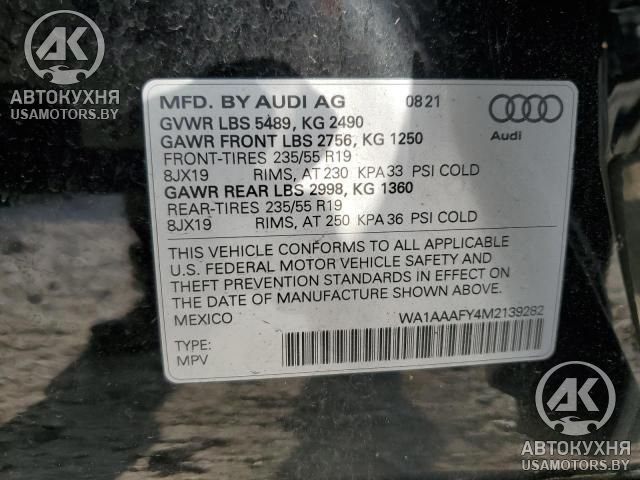 АК
АВТОКУХНЯ
USAMOTORS.BY
MFD. BY AUDI AG 08 21
GVWR LBS 5489, KG 2490
GAWR FRONT LBS 2756, KG 1250
FRONT-TIRES 235/55 R19
8JX19 RIMS, AT 230 KPA 33 PSI COLD
GAWR REAR LBS 2998, KG 1360
REAR-TIRES 235/55 R19
8JX19 RIMS, AT 250 KPA 36 PSI COLD
Audi
THIS VEHICLE CONFORMS TO ALL APPLICABLE
U.S. FEDERAL MOTOR VEHICLE SAFETY AND
THEFT PREVENTION STANDARDS IN EFFECT ON
THE DATE OF MANUFACTURE SHOWN ABOVE.
MEXICO WA1AAAFY4M2139282
TYPE:
MPV
АК
АВТОКУХНЯ
USAMOTORS.BY